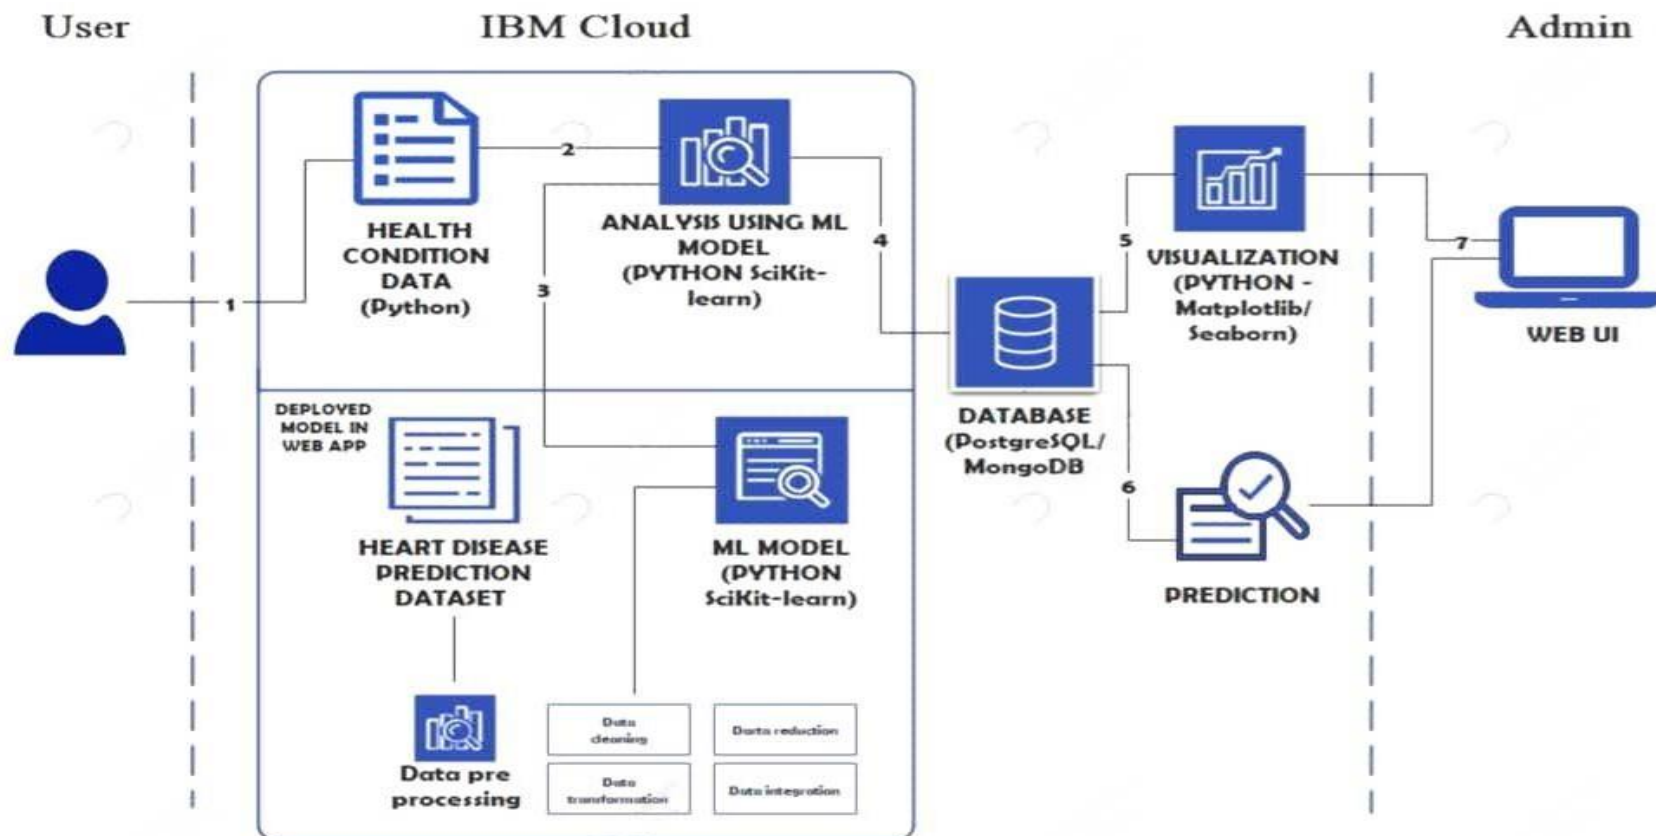 User
IBM Cloud
Admin
1
HEALTH
CONDITION
DATA
(Python)
2
ANALYSIS USING ML
MODEL
(PYTHON SciKit-
learn)
3
4
DATABASE
(PostgreSQL/
MongoDB
5
VISUALIZATION
(PYTHON -
Matplotlib/
Seaborn)
6
PREDICTION
7
WEB UI
DEPLOYED
MODEL IN
WEB APP
HEART DISEASE
PREDICTION
DATASET
ML MODEL
(PYTHON
SciKit-learn)
Data pre
processing
Data
cleaning
Darta reduction
Data
transformation
Data integration